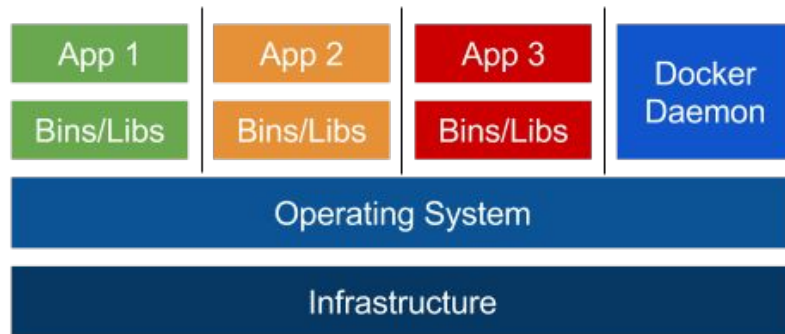 App 1
App 2
App 3
Docker
Daemon
Bins/Libs
Bins/Libs
Bins/Libs
Operating System
Infrastructure